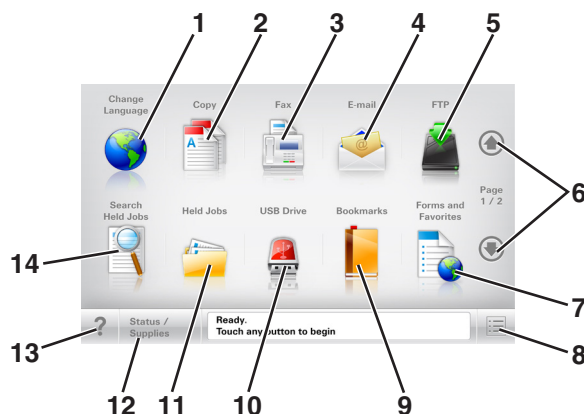 1 2 3 4 5
Change
Language
Copy
Fax
E-mail
FTP
A
@
6
Page
1 / 2
Search
Held Jobs
Held Jobs
USB Drive
Bookmarks
Forms and
Favorites
14
7
?
Status /
Supplies
Ready.
Touch any button to begin
13
12
11
10
9
8